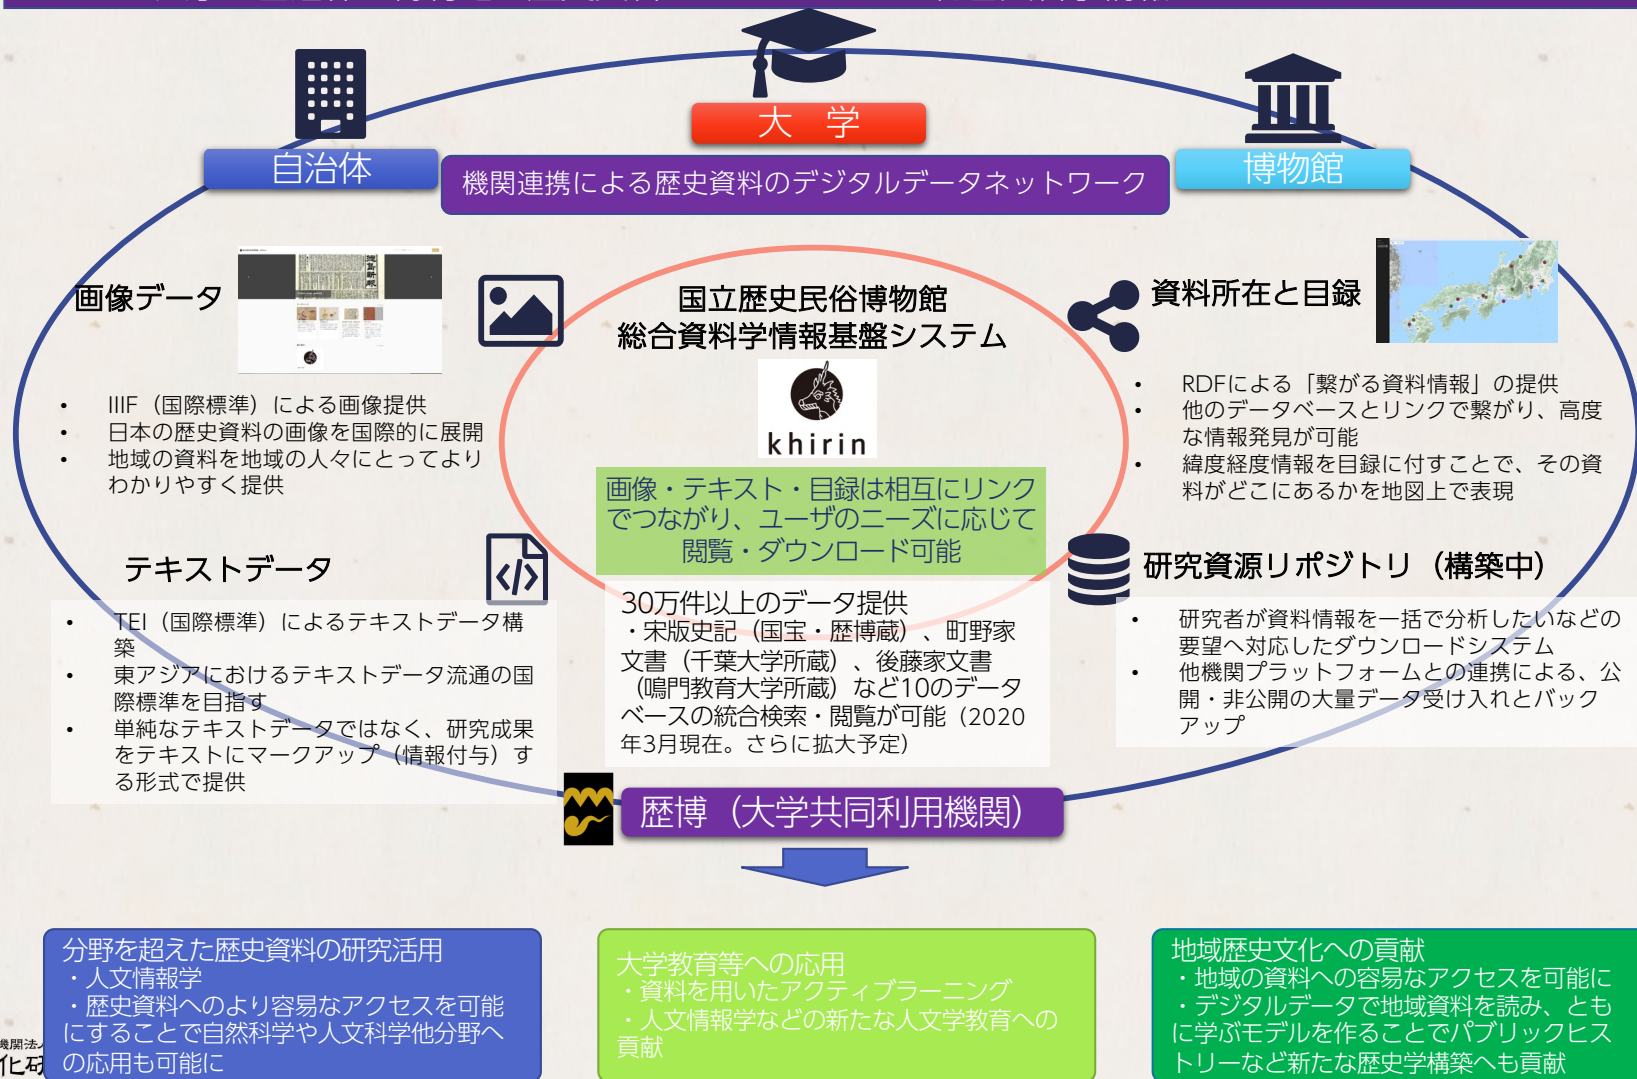 大　学
自治体
博物館
機関連携による歴史資料のデジタルデータネットワーク
画像データ
• IIIF（国際標準）による画像提供
• 日本の歴史資料の画像を国際的に展開
• 地域の資料を地域の人々にとってより
わかりやすく提供
国立歴史民俗博物館
総合資料学情報基盤システム
khirin
画像・テキスト・目録は相互にリンク
でつながり、ユーザのニーズに応じて
閲覧・ダウンロード可能
30万件以上のデータ提供
・宋版史記（国宝・歴博蔵）、町野家
文書（千葉大学所蔵）、後藤家文書
（鳴門教育大学所蔵）など10のデータ
ベースの統合検索・閲覧が可能（2020
年3月現在。さらに拡大予定）
資料所在と目録
• RDFによる「繋がる資料情報」の提供
• 他のデータベースとリンクで繋がり、高度
な情報発見が可能
• 緯度経度情報を目録に付すことで、その資
料がどこにあるかを地図上で表現
テキストデータ
• TEI（国際標準）によるテキストデータ構
築
• 東アジアにおけるテキストデータ流通の国
際標準を目指す
• 単純なテキストデータではなく、研究成果
をテキストにマークアップ（情報付与）す
る形式で提供
研究資源リポジトリ（構築中）
• 研究者が資料情報を一括で分析したいなどの
要望へ対応したダウンロードシステム
• 他機関プラットフォームとの連携による、公
開・非公開の大量データ受け入れとバック
アップ
歴博（大学共同利用機関）
分野を超えた歴史資料の研究活用
・人文情報学
・歴史資料へのより容易なアクセスを可能
にすることで自然科学や人文科学他分野へ
の応用も可能に
大学教育等への応用
・資料を用いたアクティブラーニング
・人文情報学などの新たな人文学教育への
貢献
地域歴史文化への貢献
・地域の資料への容易なアクセスを可能に
・デジタルデータで地域資料を読み、とも
に学ぶモデルを作ることでパブリックヒス
トリーなど新たな歴史学構築へも貢献